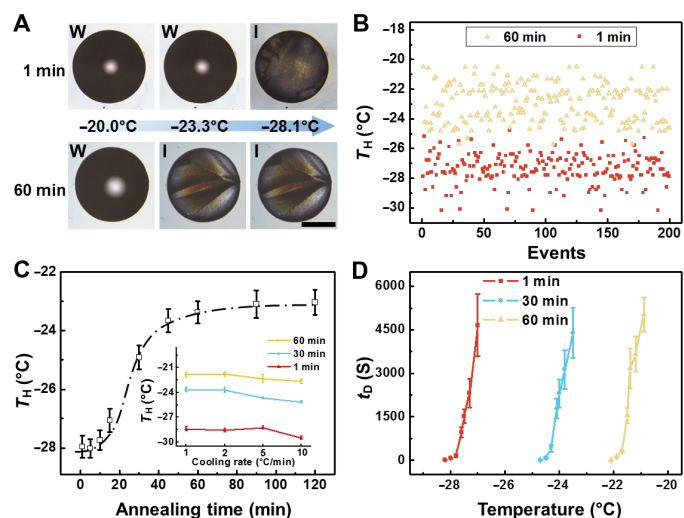 A
W W I
1 min
−20.0°C −23.3°C −28.1°C
W I I
60 min
B
60 min 1 min
T_H (°C)
−18
−20
−22
−24
−26
−28
−30
0 50 100 150 200
Events
C
T_H (°C)
−22
−24
−26
−28
0 20 40 60 80 100 120
Annealing time (min)
60 min
30 min
1 min
T_H (°C)
−21
−24
−27
−30
1 2 5 10
Cooling rate (°C/min)
D
1 min
30 min
60 min
t_D (S)
6000
4500
3000
1500
0
−28 −26 −24 −22 −20
Temperature (°C)